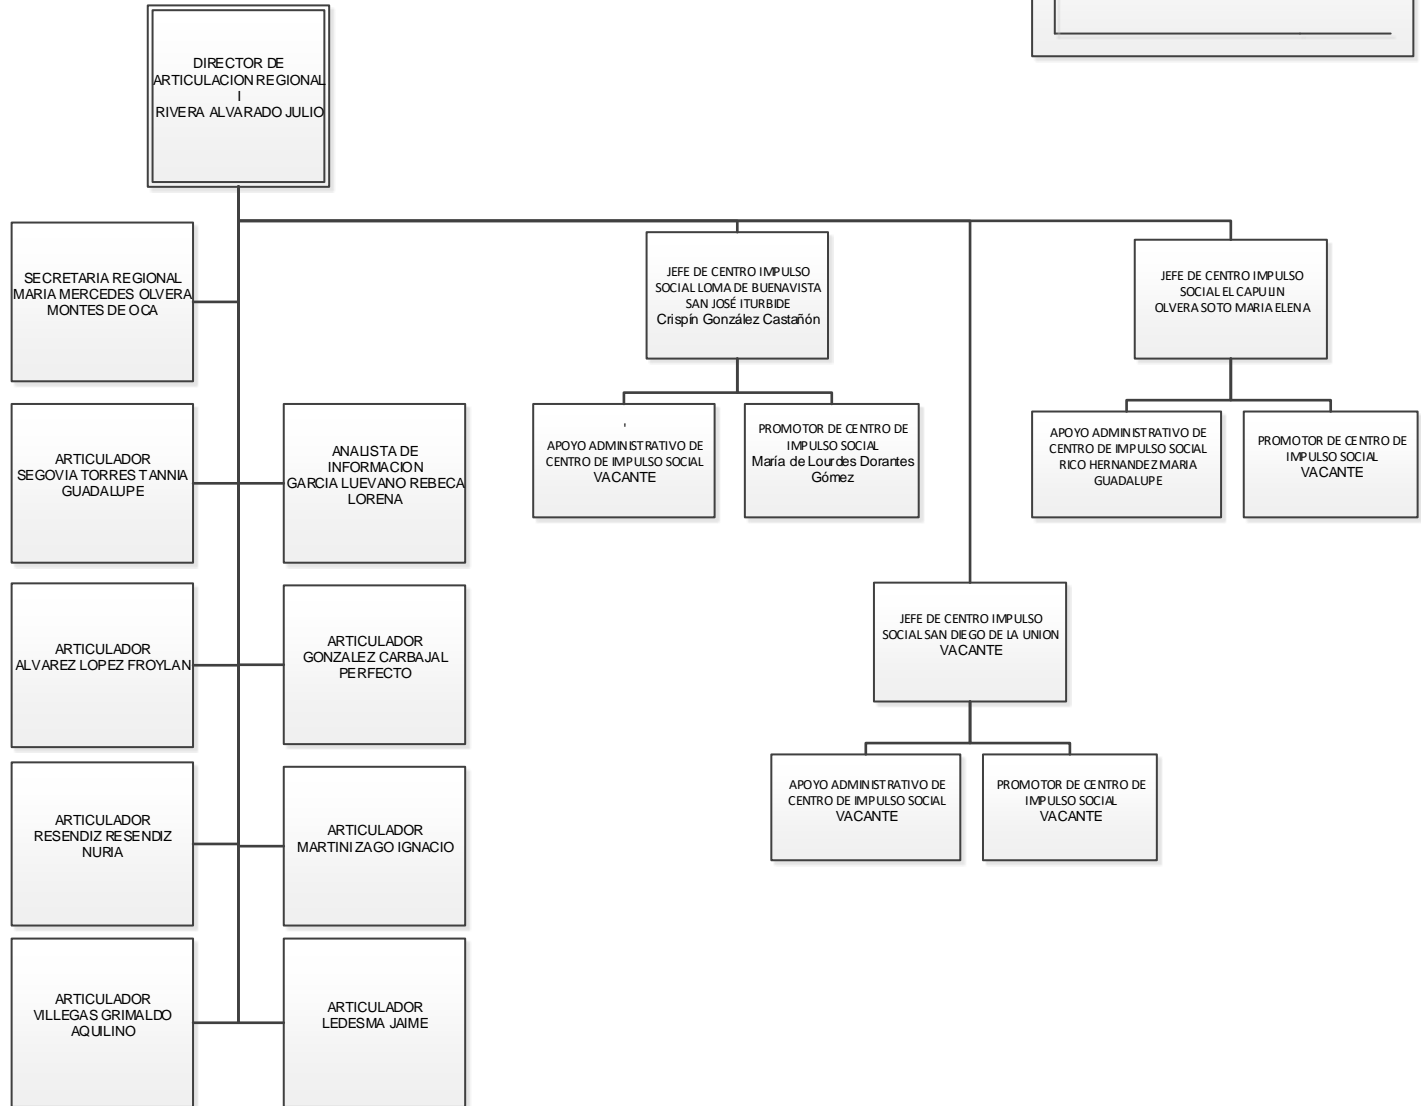 DIRECTOR DE
ARTICULACION REGIONAL
I
RIVERA ALVARADO JULIO
SECRETARIA REGIONAL
MARIA MERCEDES OLVERA
MONTES DE OCA
JEFE DE CENTRO IMPULSO
SOCIAL LOMA DE BUENAVISTA
SAN JOSÉ ITURBIDE
Crispín González Castañón
JEFE DE CENTRO IMPULSO
SOCIAL EL CAPULIN
OLVERA SOTO MARIA ELENA
ARTICULADOR
SEGOVIA TORRES TANNIA
GUADALUPE
ANALISTA DE
INFORMACION
GARCIA LUEVANO REBECA
LORENA
'
APOYO ADMINISTRATIVO DE
CENTRO DE IMPULSO SOCIAL
VACANTE
PROMOTOR DE CENTRO DE
IMPULSO SOCIAL
María de Lourdes Dorantes
Gómez
APOYO ADMINISTRATIVO DE
CENTRO DE IMPULSO SOCIAL
RICO HERNANDEZ MARIA
GUADALUPE
PROMOTOR DE CENTRO DE
IMPULSO SOCIAL
VACANTE
ARTICULADOR
ALVAREZ LOPEZ FROYLAN
ARTICULADOR
GONZALEZ CARBAJAL
PERFECTO
JEFE DE CENTRO IMPULSO
SOCIAL SAN DIEGO DE LA UNION
VACANTE
ARTICULADOR
RESENDIZ RESENDIZ
NURIA
ARTICULADOR
MARTINI ZAGO IGNACIO
APOYO ADMINISTRATIVO DE
CENTRO DE IMPULSO SOCIAL
VACANTE
PROMOTOR DE CENTRO DE
IMPULSO SOCIAL
VACANTE
ARTICULADOR
VILLEGAS GRIMALDO
AQUILINO
ARTICULADOR
LEDESMA JAIME